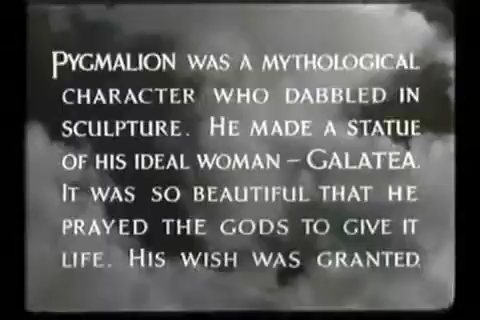 PYGMALION WAS A MYTHOLOGICAL
CHARACTER WHO DABBLED IN
SCULPTURE. HE MADE A STATUE
OF HIS IDEAL WOMAN – GALATEA.
IT WAS SO BEAUTIFUL THAT HE
PRAYED THE GODS TO GIVE IT
LIFE. HIS WISH WAS GRANTED.